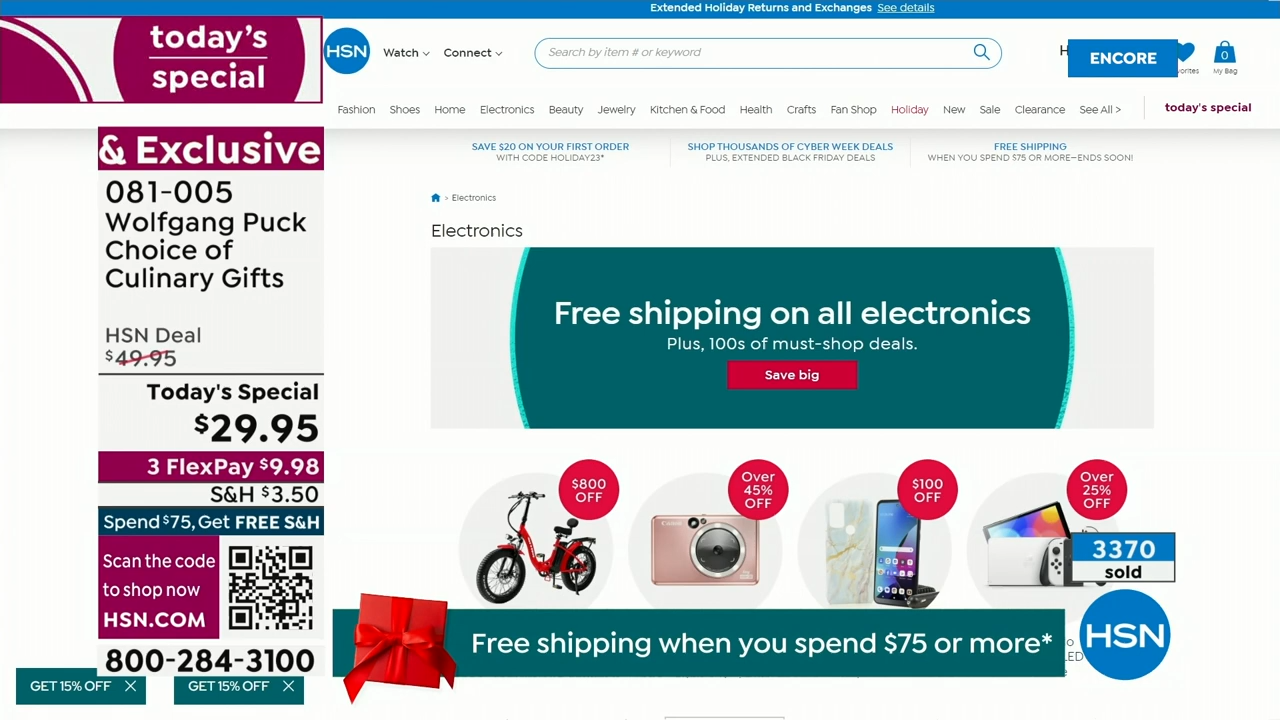 Extended Holiday Returns and Exchanges See details
today's
special
HSN
Watch
Connect
Search by item # or keyword
ENCORE
0
My Bag
Fashion Shoes Home Electronics Beauty Jewelry Kitchen & Food Health Crafts Fan Shop Holiday New Sale Clearance See All > today's special
& Exclusive
081-005
Wolfgang Puck
Choice of
Culinary Gifts
HSN Deal
$49.95
Today's Special
$29.95
3 FlexPay $9.98
S&H $3.50
Spend $75, Get FREE S&H
Scan the code
to shop now
HSN.COM
800-284-3100
GET 15% OFF X
GET 15% OFF X
SAVE $20 ON YOUR FIRST ORDER
WITH CODE HOLIDAY23*
SHOP THOUSANDS OF CYBER WEEK DEALS
PLUS, EXTENDED BLACK FRIDAY DEALS
FREE SHIPPING
WHEN YOU SPEND $75 OR MORE—ENDS SOON!
> Electronics
Electronics
Free shipping on all electronics
Plus, 100s of must-shop deals.
Save big
$800
OFF
Over
45%
OFF
$100
OFF
Over
25%
OFF
Canon
3370
sold
Free shipping when you spend $75 or more*
HSN